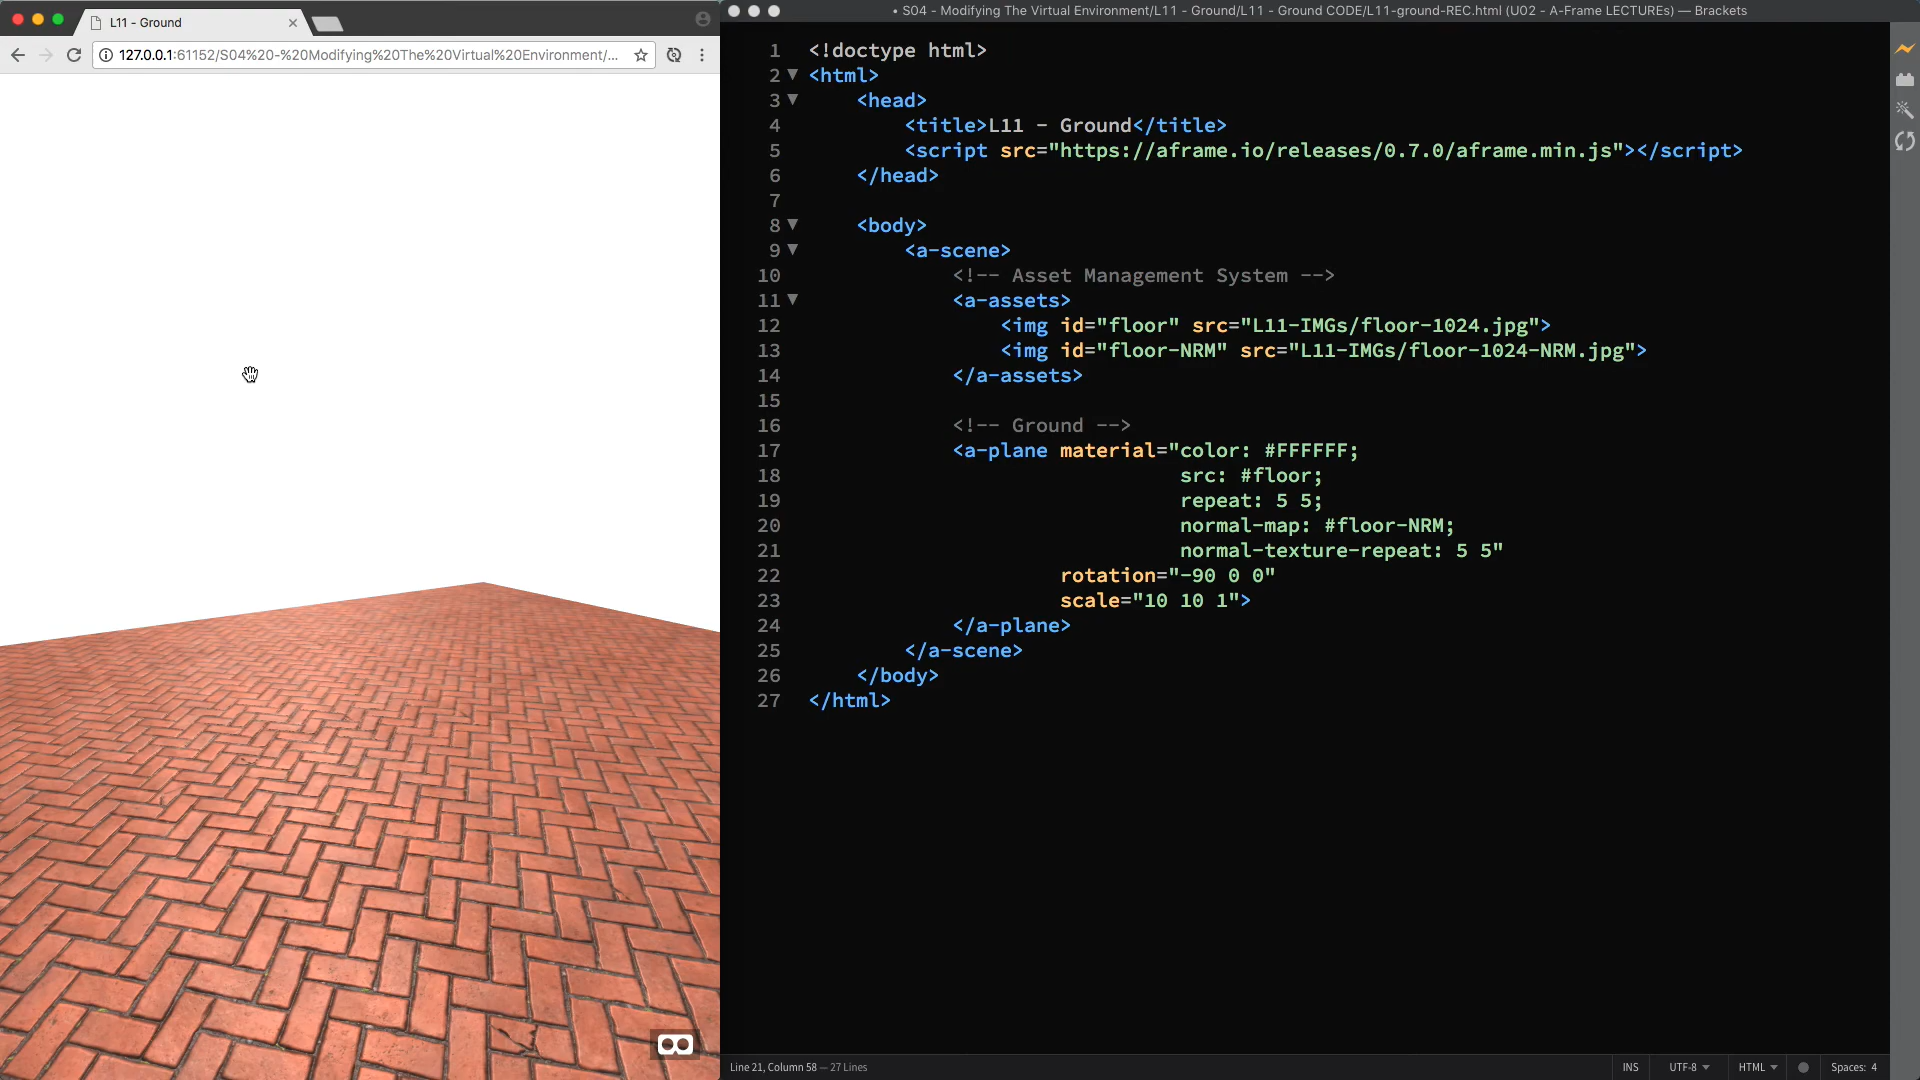 L11 - Ground
127.0.0.1:61152/S04%20-%20Modifying%20The%20Virtual%20Environment/...
• S04 - Modifying The Virtual Environment/L11 - Ground/L11 - Ground CODE/L11-ground-REC.html (U02 - A-Frame LECTUREs) — Brackets
1 <!doctype html>
2 <html>
3 <head>
4 <title>L11 - Ground</title>
5 <script src="https://aframe.io/releases/0.7.0/aframe.min.js"></script>
6 </head>
7
8 <body>
9 <a-scene>
10 <!-- Asset Management System -->
11 <a-assets>
12 <img id="floor" src="L11-IMGs/floor-1024.jpg">
13 <img id="floor-NRM" src="L11-IMGs/floor-1024-NRM.jpg">
14 </a-assets>
15
16 <!-- Ground -->
17 <a-plane material="color: #FFFFFF;
18 src: #floor;
19 repeat: 5 5;
20 normal-map: #floor-NRM;
21 normal-texture-repeat: 5 5"
22 rotation="-90 0 0"
23 scale="10 10 1">
24 </a-plane>
25 </a-scene>
26 </body>
27 </html>
Line 21, Column 58 — 27 Lines
INS
UTF-8
HTML
Spaces: 4